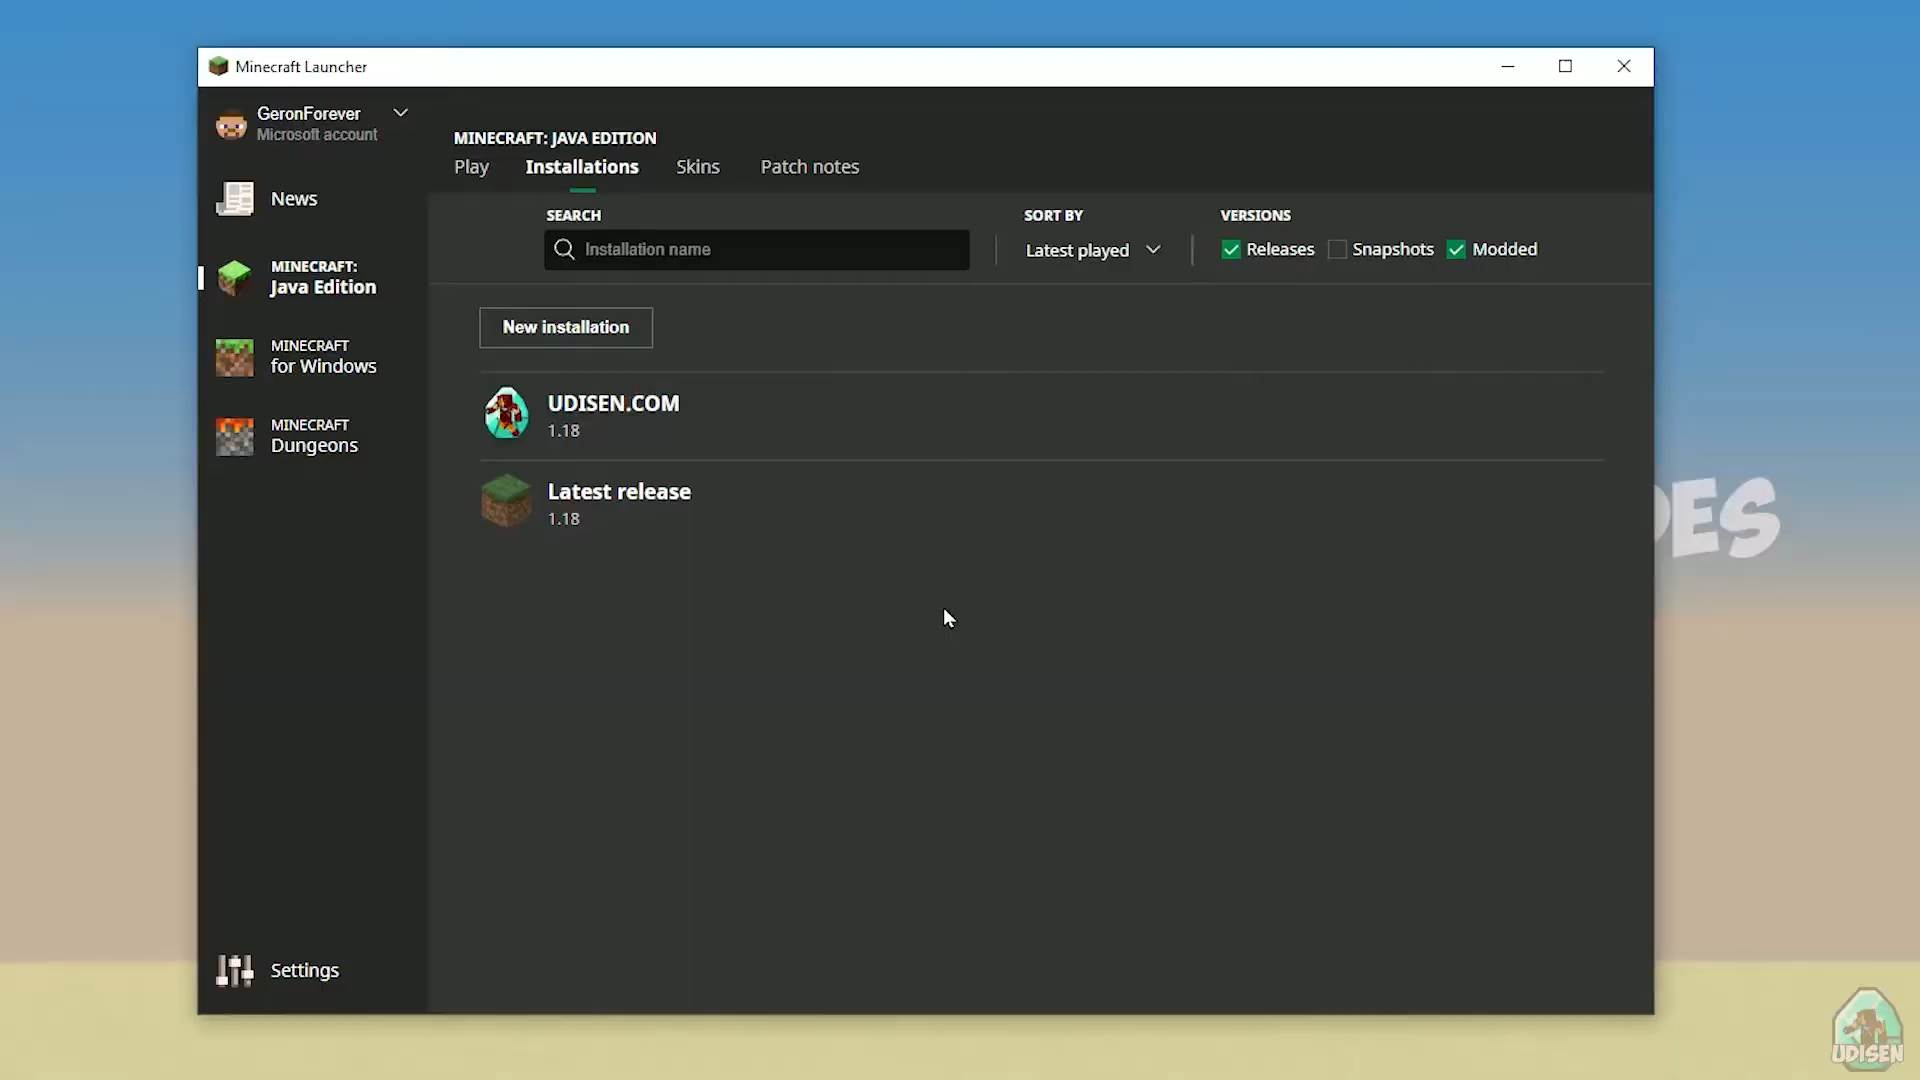 Minecraft Launcher
GeronForever
Microsoft account
News
MINECRAFT:
Java Edition
MINECRAFT
for Windows
MINECRAFT
Dungeons
Settings
MINECRAFT: JAVA EDITION
Play Installations Skins Patch notes
SEARCH SORT BY VERSIONS
Installation name Latest played Releases Snapshots Modded
New installation
UDISEN.COM
1.18
Latest release
1.18
UDISEN